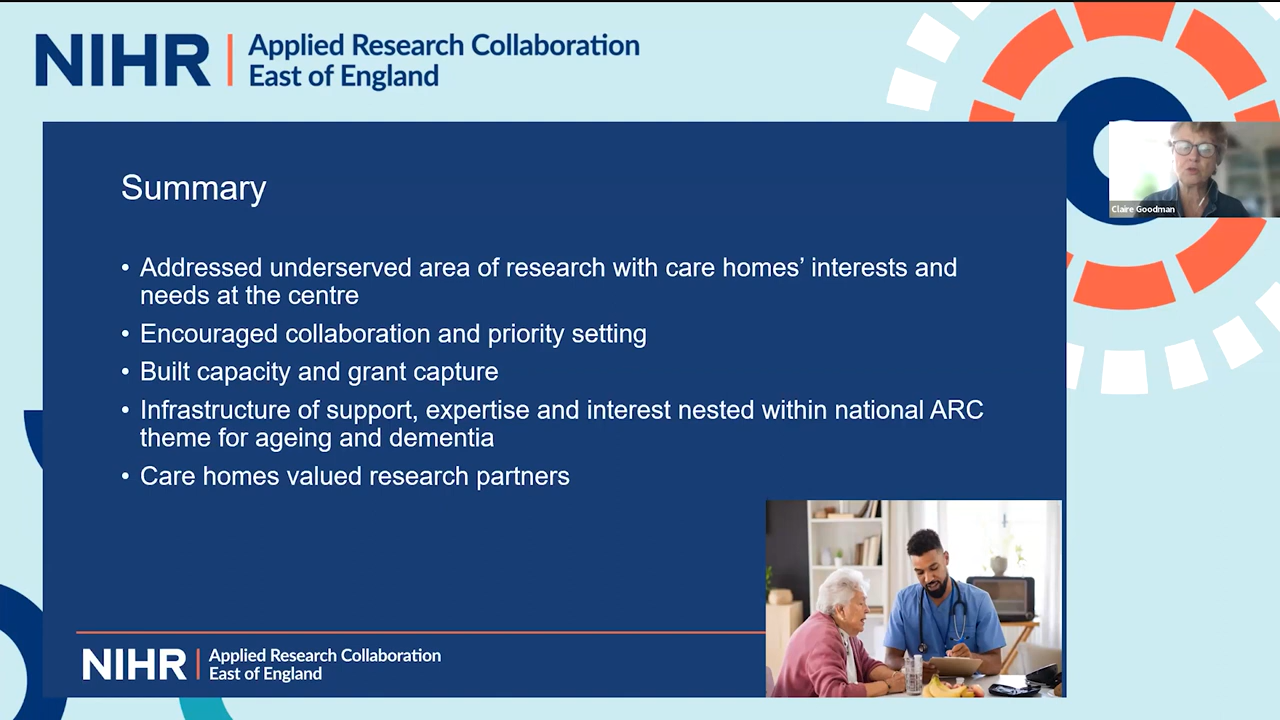 NIHR | Applied Research Collaboration
East of England
Summary
Claire Goodman
• Addressed underserved area of research with care homes’ interests and
needs at the centre
• Encouraged collaboration and priority setting
• Built capacity and grant capture
• Infrastructure of support, expertise and interest nested within national ARC
theme for ageing and dementia
• Care homes valued research partners
NIHR | Applied Research Collaboration
East of England